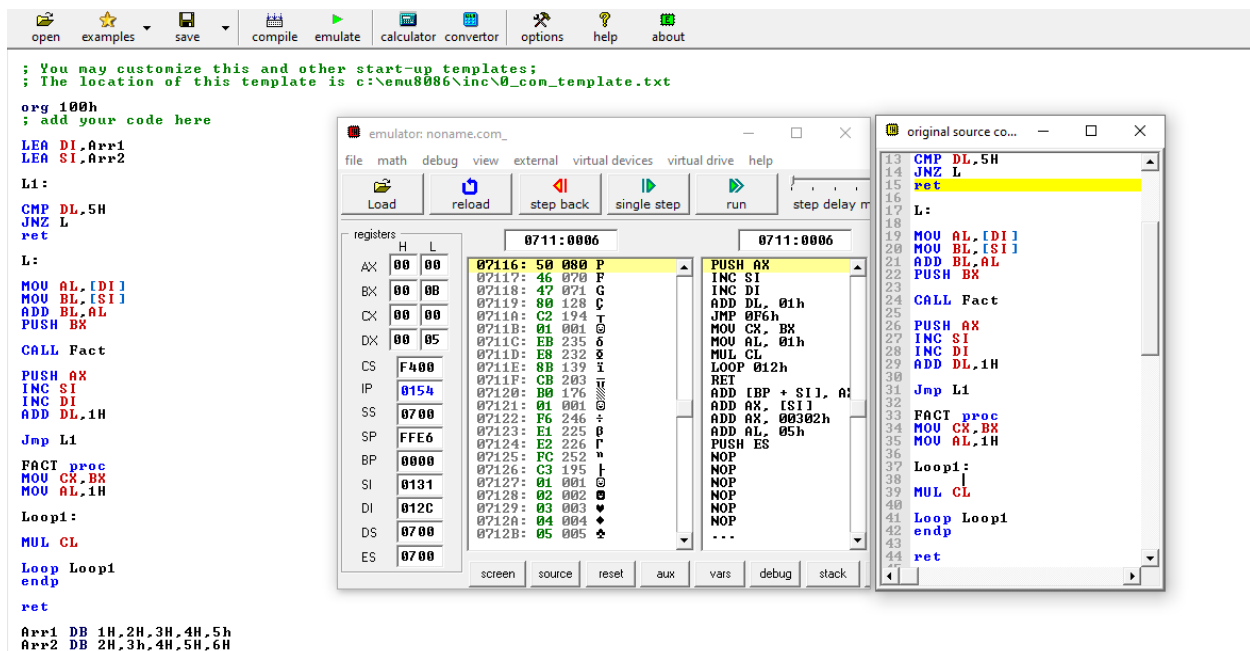 open examples save compile emulate calculator convertor options help about
; You may customize this and other start-up templates;
; The location of this template is c:\emu8086\inc\0_com_template.txt
org 100h
; add your code here
LEA DI,Arr1
LEA SI,Arr2
L1:
CMP DL,5H
JNZ L
ret
L:
MOV AL,[DI]
MOV BL,[SI]
ADD BL,AL
PUSH BX
CALL Fact
PUSH AX
INC SI
INC DI
ADD DL,1H
Jmp L1
FACT proc
MOV CX,BX
MOV AL,1H
Loop1:
MUL CL
Loop Loop1
endp
ret
Arr1 DB 1H,2H,3H,4H,5h
Arr2 DB 2H,3h,4H,5H,6H
emulator: noname.com_
file math debug view external virtual devices virtual drive help
Load reload step back single step run step delay m
registers
H L
AX 00 00
BX 00 0B
CX 00 00
DX 00 05
CS F400
IP 0154
SS 0700
SP FFE6
BP 0000
SI 0131
DI 012C
DS 0700
ES 0700
0711:0006
07116: 50 080 P
07117: 46 070 F
07118: 47 071 G
07119: 80 128 Ç
0711A: C2 194 ┬
0711B: 01 001 ☺
0711C: EB 235 δ
0711D: E8 232
0711E: 8B 139 ï
0711F: CB 203 ╦
07120: B0 176 ░
07121: 01 001 ☺
07122: F6 246 ÷
07123: E1 225 ß
07124: E2 226 Γ
07125: FC 252 ⁿ
07126: C3 195 ├
07127: 01 001 ☺
07128: 02 002 ☻
07129: 03 003 ♥
0712A: 04 004 ♦
0712B: 05 005 ♣
0711:0006
PUSH AX
INC SI
INC DI
ADD DL, 01h
JMP 0F6h
MOV CX, BX
MOV AL, 01h
MUL CL
LOOP 012h
RET
ADD [BP + SI], A
ADD AX, [SI]
ADD AX, 00302h
ADD AL, 05h
PUSH ES
NOP
NOP
NOP
NOP
NOP
NOP
...
screen source reset aux vars debug stack
original source co...
13 CMP DL,5H
14 JNZ L
15 ret
16
17 L:
18
19 MOV AL,[DI]
20 MOV BL,[SI]
21 ADD BL,AL
22 PUSH BX
23
24 CALL Fact
25
26 PUSH AX
27 INC SI
28 INC DI
29 ADD DL,1H
30
31 Jmp L1
32
33 FACT proc
34 MOV CX,BX
35 MOV AL,1H
36
37 Loop1:
38
39 MUL CL
40
41 Loop Loop1
42 endp
43
44 ret